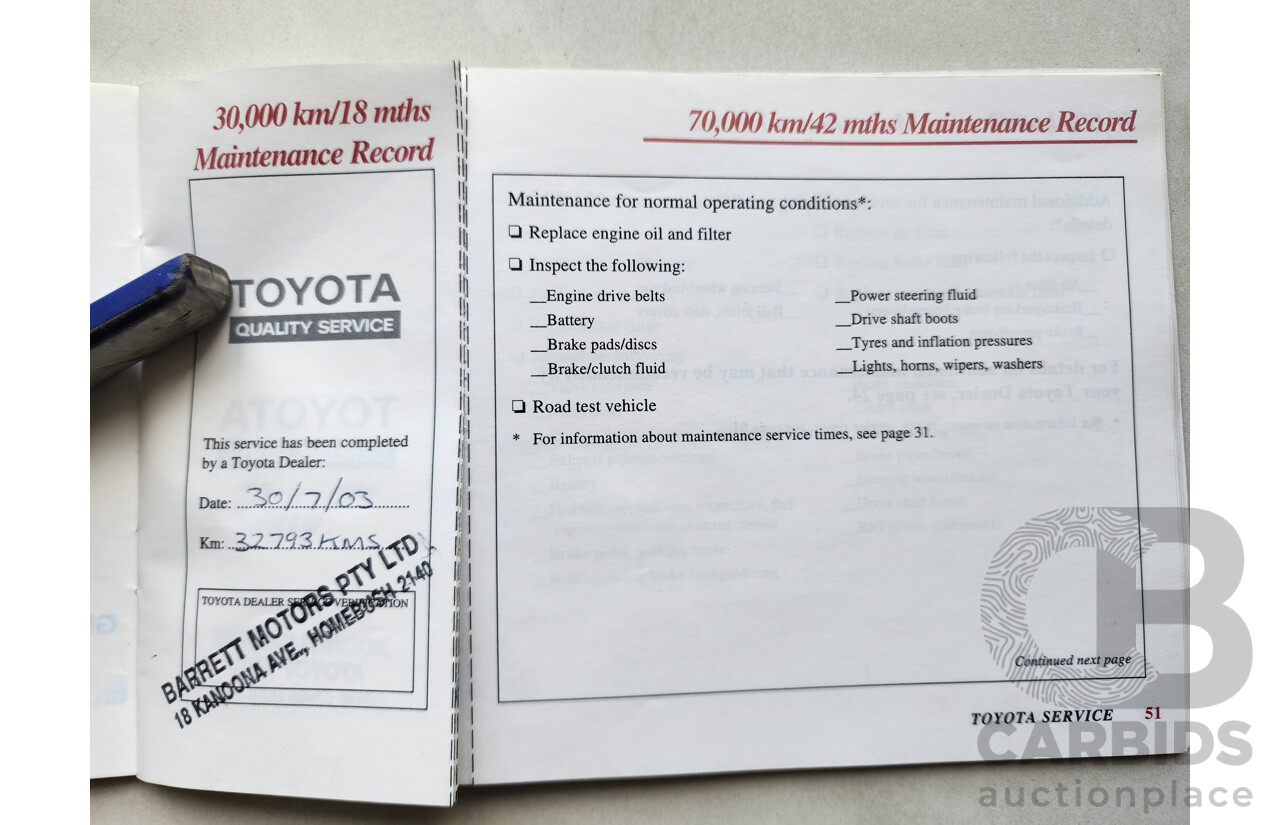 30,000 km/18 mths
Maintenance Record
TOYOTA
QUALITY SERVICE
This service has been completed
by a Toyota Dealer:
Date: 30/7/03
Km: 32793KMS
TOYOTA DEALER SERVICE VERIFICATION
BARRETT MOTORS PTY LTD
18 KANOONA AVE., HOMEBUSH 2140
70,000 km/42 mths Maintenance Record
Maintenance for normal operating conditions*:
❑ Replace engine oil and filter
❑ Inspect the following:
__Engine drive belts
__Battery
__Brake pads/discs
__Brake/clutch fluid
__Power steering fluid
__Drive shaft boots
__Tyres and inflation pressures
__Lights, horns, wipers, washers
❑ Road test vehicle
* For information about maintenance service times, see page 31.
Continued next page
TOYOTA SERVICE 51
CARBIDS
auctionplace